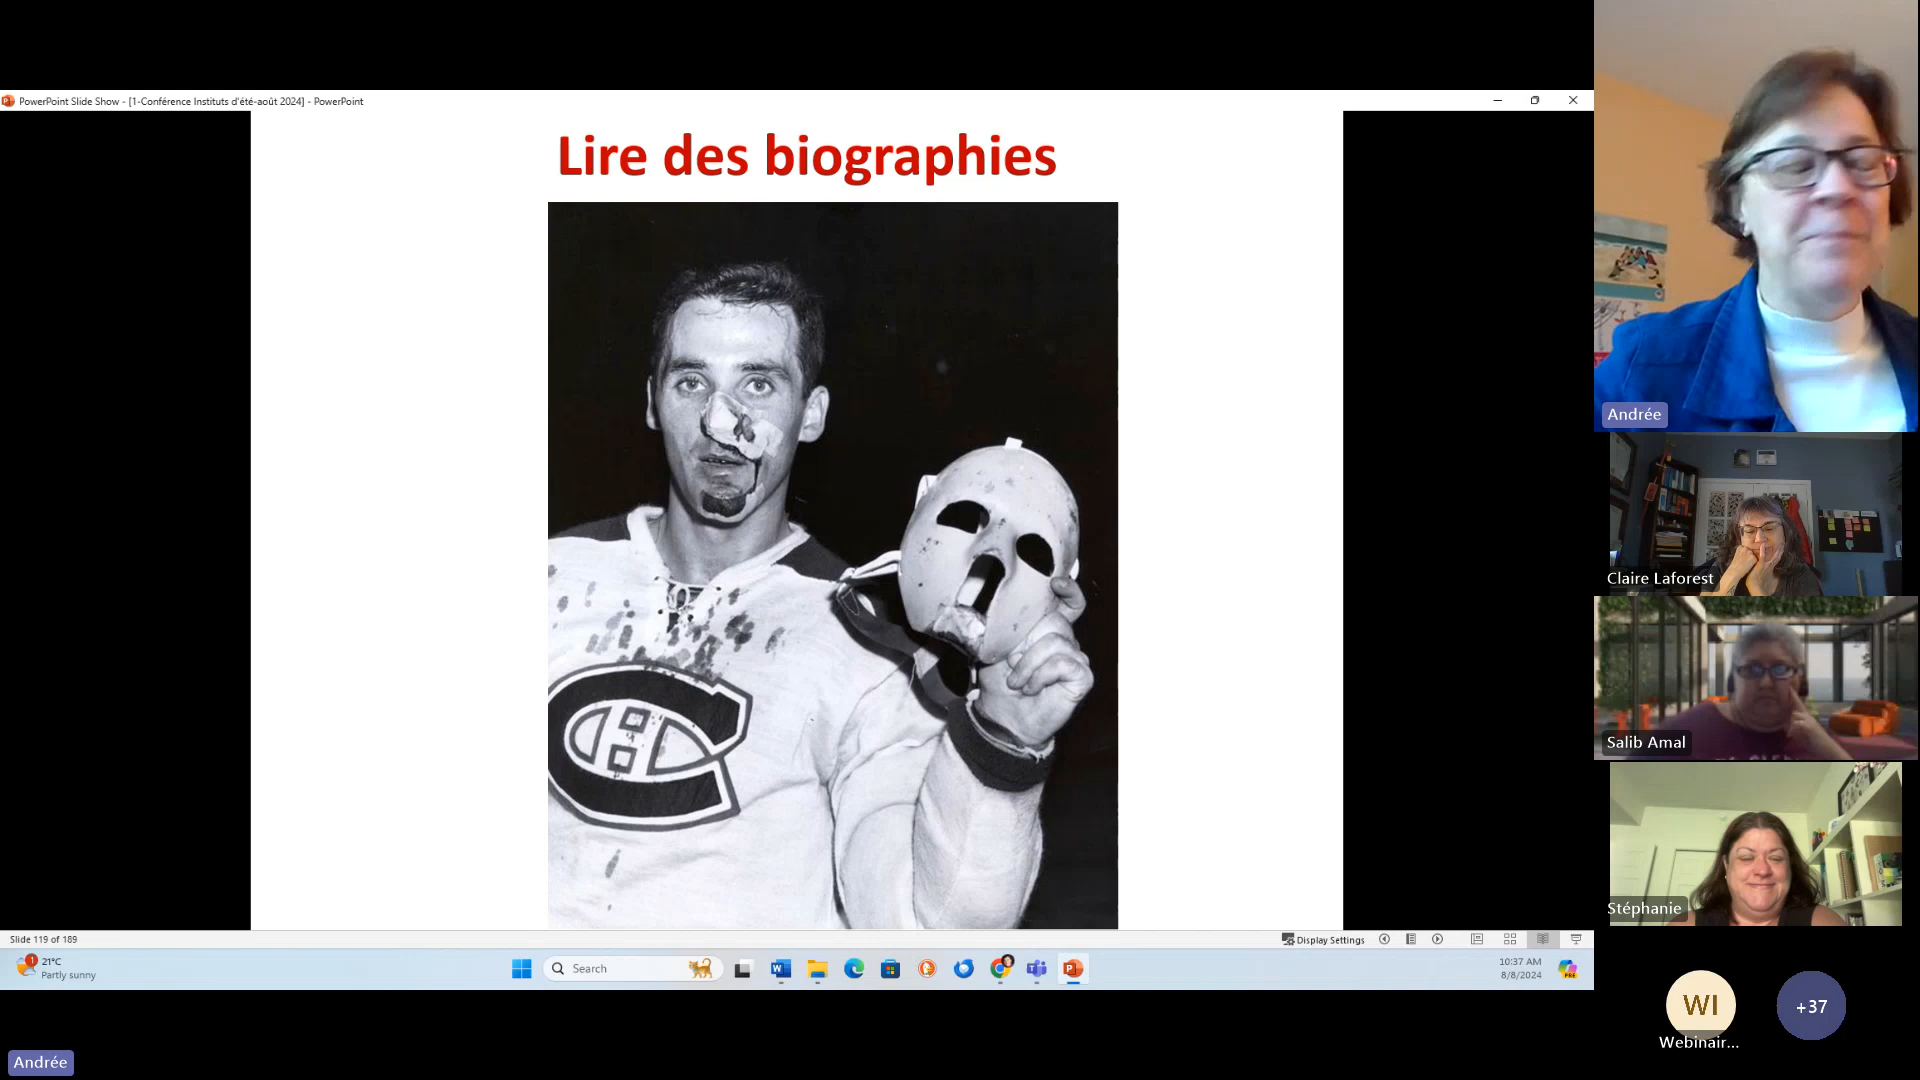 PowerPoint Slide Show - [1-Conférence Instituts d'été-août 2024] - PowerPoint
Lire des biographies
C
H
Slide 119 of 189
Display Settings
1
21°C
Partly sunny
Search
10:37 AM
8/8/2024
PRE
Andrée
Claire Laforest
Salib Amal
Stéphanie
WI
+37
Webinair...
Andrée